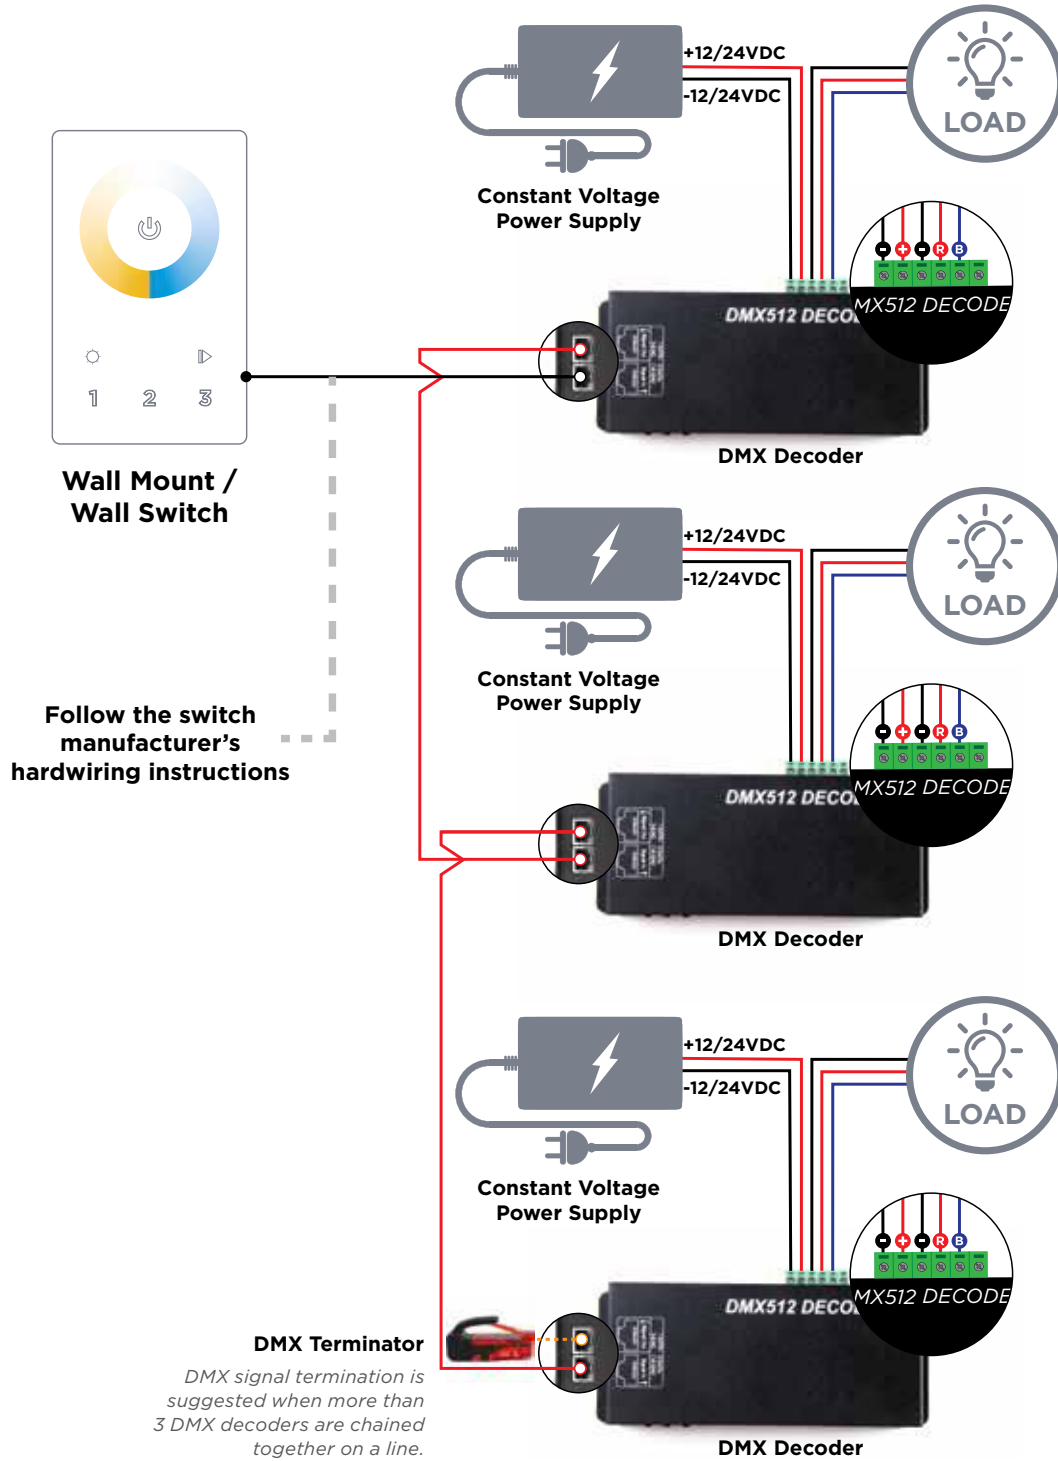 +12/24VDC
-12/24VDC
LOAD
Constant Voltage
Power Supply
- + - R B
MX512 DECODE
DMX512 DECOD
DMX Decoder
1 2 3
Wall Mount /
Wall Switch
Follow the switch
manufacturer's
hardwiring instructions
+12/24VDC
-12/24VDC
LOAD
Constant Voltage
Power Supply
- + - R B
MX512 DECODE
DMX512 DECOD
DMX Decoder
+12/24VDC
-12/24VDC
LOAD
Constant Voltage
Power Supply
- + - R B
MX512 DECODE
DMX512 DECOD
DMX Decoder
DMX Terminator
DMX signal termination is
suggested when more than
3 DMX decoders are chained
together on a line.